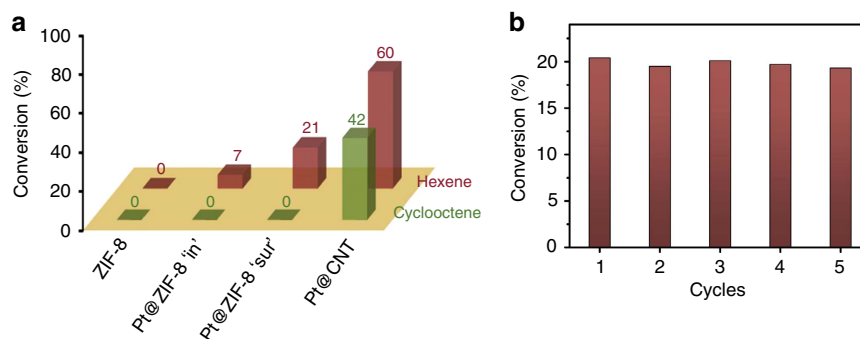 a
Conversion (%)
100
80
60
40
20
0
0
7
21
60
0
0
0
42
Hexene
Cyclooctene
ZIF-8
Pt@ZIF-8 ‘in’
Pt@ZIF-8 ‘sur’
Pt@CNT
b
Conversion (%)
20
15
10
5
0
1 2 3 4 5
Cycles